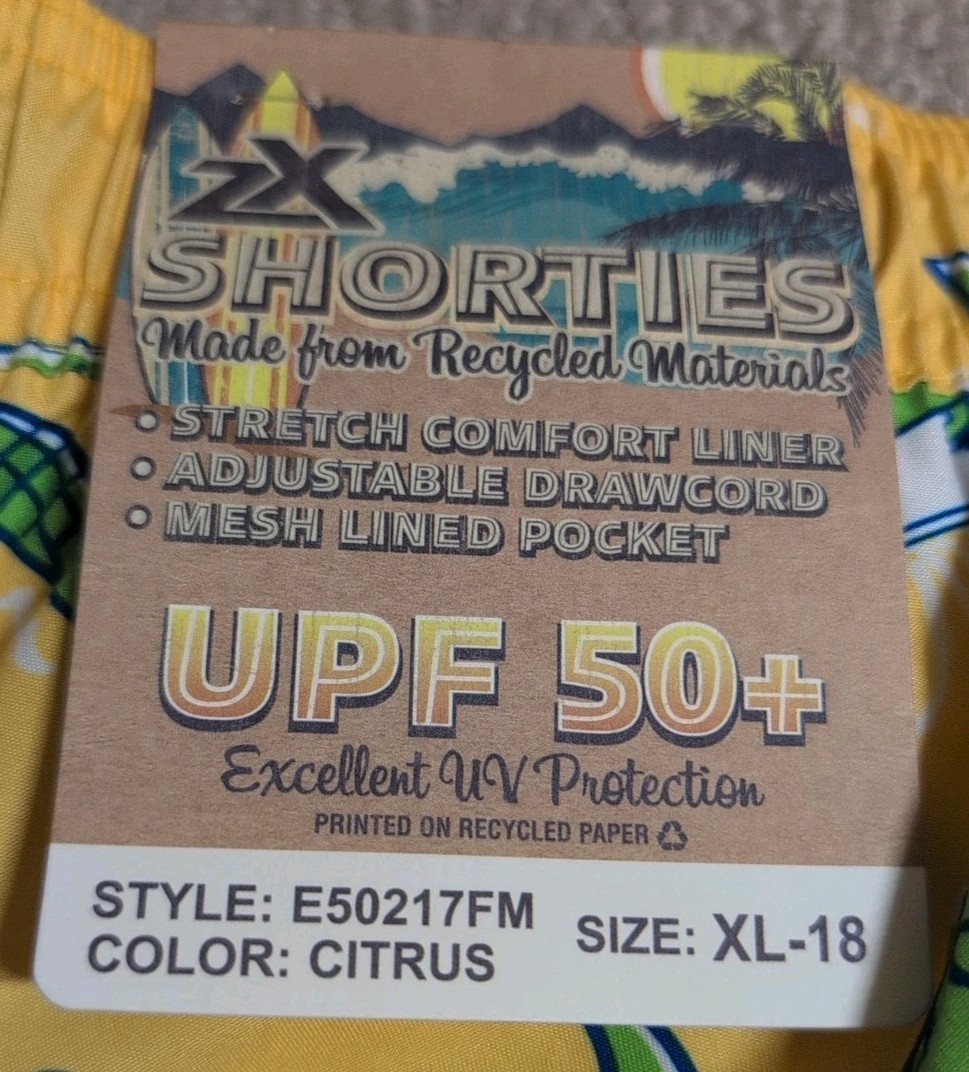 ZX
SHORTIES
Made from Recycled Materials
• STRETCH COMFORT LINER
• ADJUSTABLE DRAWCORD
• MESH LINED POCKET
UPF 50+
Excellent UV Protection
PRINTED ON RECYCLED PAPER
STYLE: E50217FM
COLOR: CITRUS
SIZE: XL-18